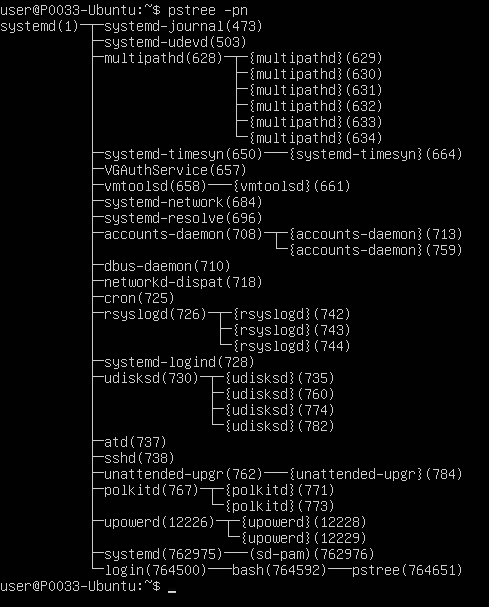 user@P0033-Ubuntu:~$ pstree -pn
systemd(1)─┬─systemd-journal(473)
           ├─systemd-udevd(503)
           ├─multipathd(628)─┬─{multipathd}(629)
           │                 ├─{multipathd}(630)
           │                 ├─{multipathd}(631)
           │                 ├─{multipathd}(632)
           │                 ├─{multipathd}(633)
           │                 └─{multipathd}(634)
           ├─systemd-timesyn(650)───{systemd-timesyn}(664)
           ├─VGAuthService(657)
           ├─vmtoolsd(658)───{vmtoolsd}(661)
           ├─systemd-network(684)
           ├─systemd-resolve(696)
           ├─accounts-daemon(708)─┬─{accounts-daemon}(713)
           │                      └─{accounts-daemon}(759)
           ├─dbus-daemon(710)
           ├─networkd-dispat(718)
           ├─cron(725)
           ├─rsyslogd(726)─┬─{rsyslogd}(742)
           │               ├─{rsyslogd}(743)
           │               └─{rsyslogd}(744)
           ├─systemd-logind(728)
           ├─udisksd(730)─┬─{udisksd}(735)
           │              ├─{udisksd}(760)
           │              ├─{udisksd}(774)
           │              └─{udisksd}(782)
           ├─atd(737)
           ├─sshd(738)
           ├─unattended-upgr(762)───{unattended-upgr}(784)
           ├─polkitd(767)─┬─{polkitd}(771)
           │              └─{polkitd}(773)
           ├─upowerd(12226)─┬─{upowerd}(12228)
           │                └─{upowerd}(12229)
           ├─systemd(762975)───(sd-pam)(762976)
           └─login(764500)───bash(764592)───pstree(764651)
user@P0033-Ubuntu:~$ _